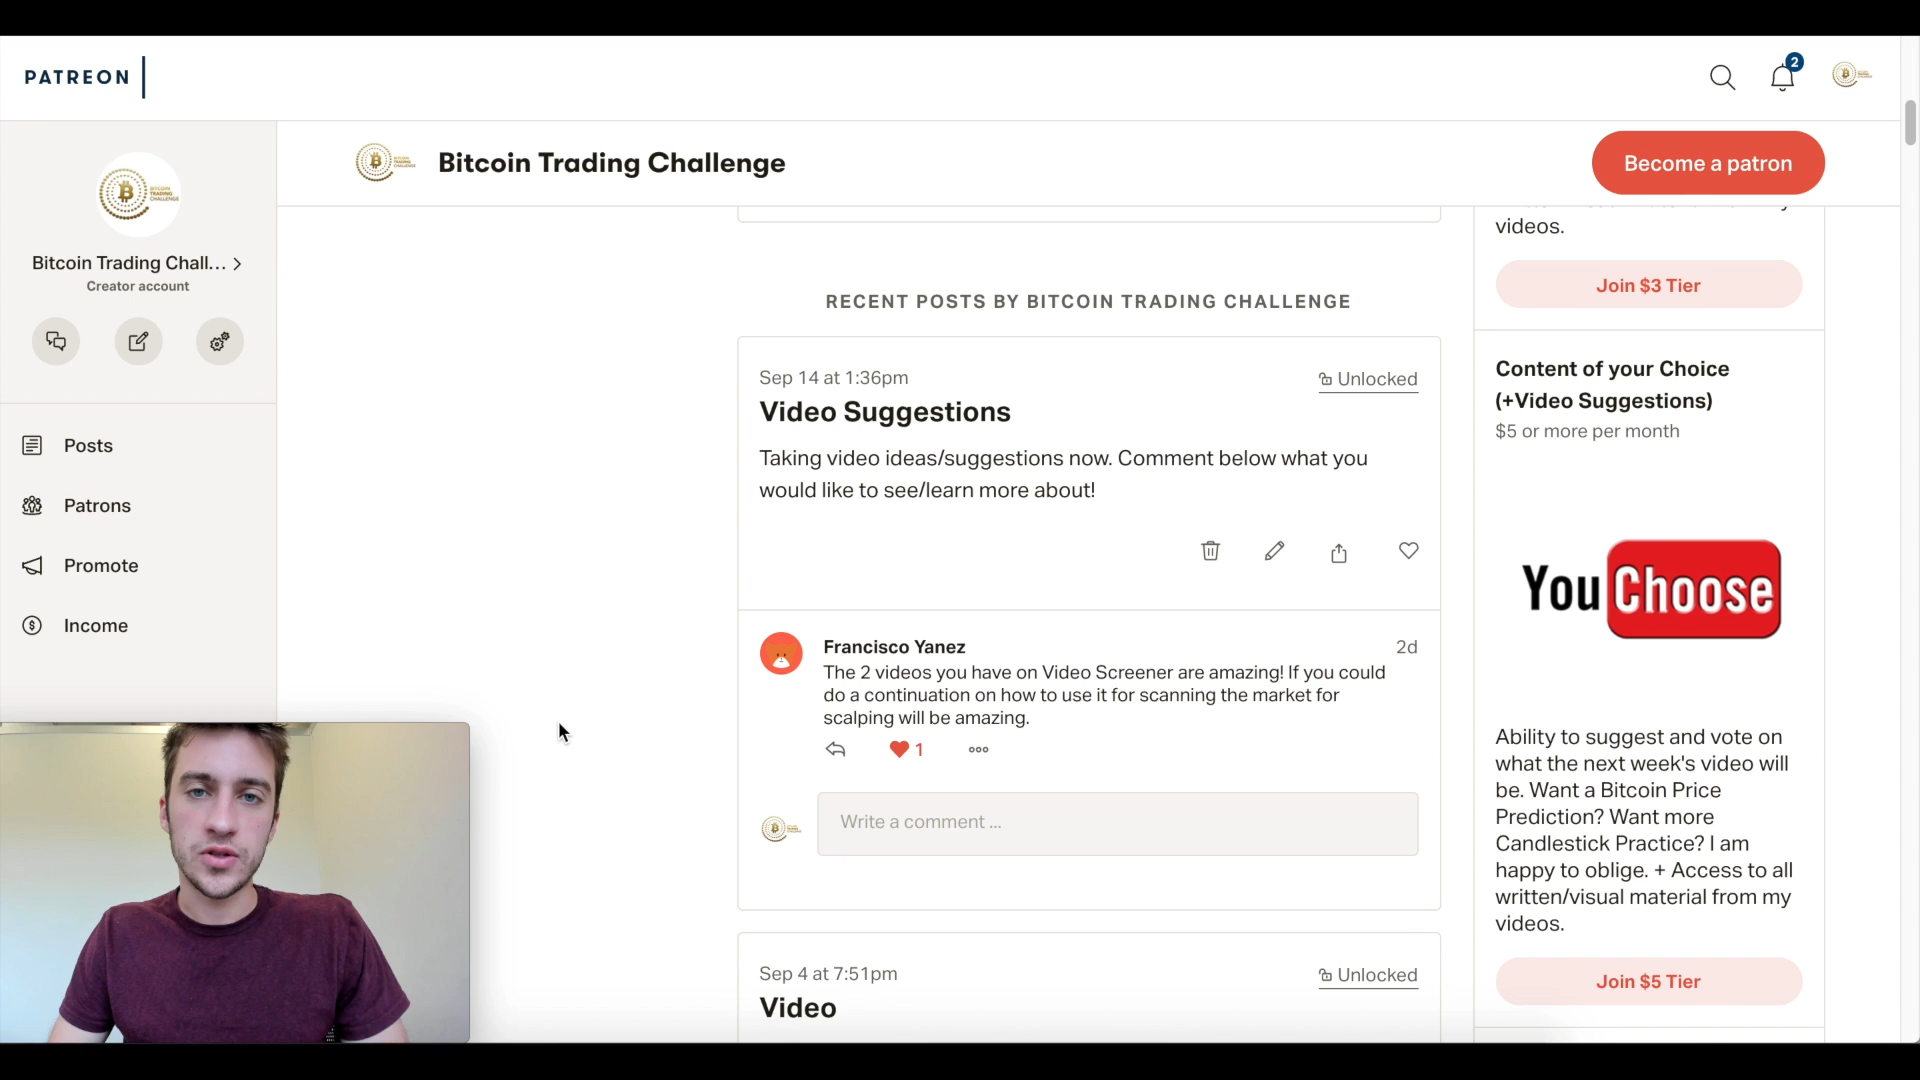 PATREON
2
Bitcoin Trading Challenge
Become a patron
BITCOIN
TRADING
CHALLENGE
Bitcoin Trading Chall...
Creator account
Posts
Patrons
Promote
Income
RECENT POSTS BY BITCOIN TRADING CHALLENGE
Sep 14 at 1:36pm
Unlocked
Video Suggestions
Taking video ideas/suggestions now. Comment below what you
would like to see/learn more about!
Francisco Yanez
2d
The 2 videos you have on Video Screener are amazing! If you could
do a continuation on how to use it for scanning the market for
scalping will be amazing.
1
Write a comment ...
Sep 4 at 7:51pm
Unlocked
Video
videos.
Join $3 Tier
Content of your Choice
(+Video Suggestions)
$5 or more per month
You Choose
Ability to suggest and vote on
what the next week's video will
be. Want a Bitcoin Price
Prediction? Want more
Candlestick Practice? I am
happy to oblige. + Access to all
written/visual material from my
videos.
Join $5 Tier